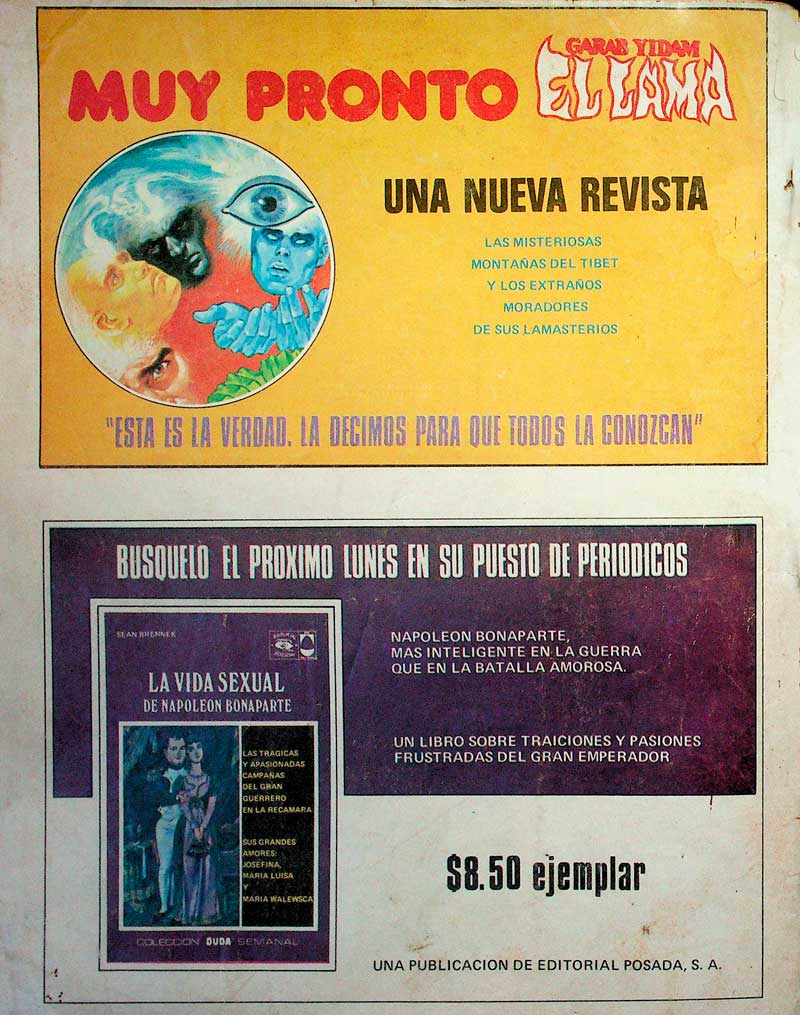 MUY PRONTO
GARAB YIDAM
EL LAMA
UNA NUEVA REVISTA
LAS MISTERIOSAS
MONTAÑAS DEL TIBET
Y LOS EXTRAÑOS
MORADORES
DE SUS LAMASTERIOS
"ESTA ES LA VERDAD. LA DECIMOS PARA QUE TODOS LA CONOZCAN"
BUSQUELO EL PROXIMO LUNES EN SU PUESTO DE PERIODICOS
SEAN BRENNEK
LA VIDA SEXUAL
DE NAPOLEON BONAPARTE
LAS TRAGICAS
Y APASIONADAS
CAMPAÑAS
DEL GRAN
GUERRERO
EN LA RECAMARA
SUS GRANDES
AMORES:
JOSEFINA,
MARIA LUISA
Y
MARIA WALEWSCA
COLECCION DUDA SEMANAL
NAPOLEON BONAPARTE,
MAS INTELIGENTE EN LA GUERRA
QUE EN LA BATALLA AMOROSA.
UN LIBRO SOBRE TRAICIONES Y PASIONES
FRUSTRADAS DEL GRAN EMPERADOR
$8.50 ejemplar
UNA PUBLICACION DE EDITORIAL POSADA, S. A.